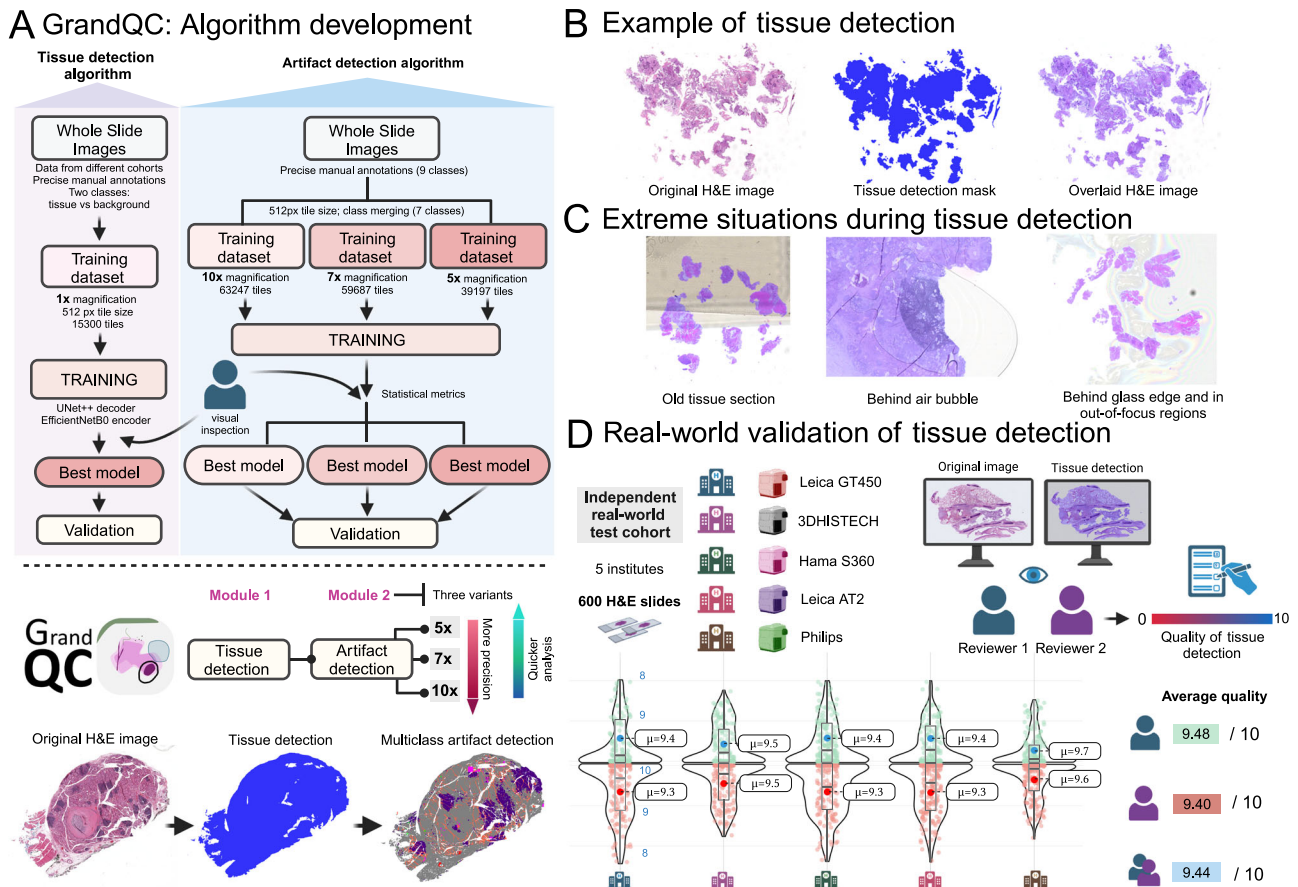 A GrandQC: Algorithm development
Tissue detection
algorithm
Artifact detection algorithm
Whole Slide
Images
Data from different cohorts
Precise manual annotations
Two classes:
tissue vs background
Training
dataset
1x magnification
512 px tile size
15300 tiles
TRAINING
UNet++ decoder
EfficientNetB0 encoder
Best model
Validation
Whole Slide
Images
Precise manual annotations (9 classes)
512px tile size; class merging (7 classes)
Training
dataset
Training
dataset
Training
dataset
10x magnification
63247 tiles
7x magnification
59687 tiles
5x magnification
39197 tiles
TRAINING
visual
inspection
Statistical metrics
Best model
Best model
Best model
Validation
Grand
QC
Module 1
Module 2
Three variants
Tissue
detection
Artifact
detection
5x
7x
10x
More precision
Quicker
analysis
Original H&E image
Tissue detection
Multiclass artifact detection
B Example of tissue detection
Original H&E image
Tissue detection mask
Overlaid H&E image
C Extreme situations during tissue detection
Old tissue section
Behind air bubble
Behind glass edge and in
out-of-focus regions
D Real-world validation of tissue detection
Independent
real-world
test cohort
5 institutes
600 H&E slides
H
H
H
H
H
Leica GT450
3DHISTECH
Hama S360
Leica AT2
Philips
Original image
Tissue detection
Reviewer 1
Reviewer 2
0
10
Quality of tissue
detection
8
9
10
9
8
μ=9.4
μ=9.5
μ=9.4
μ=9.4
μ=9.7
μ=9.3
μ=9.5
μ=9.3
μ=9.3
μ=9.6
H
H
H
H
H
Average quality
9.48 / 10
9.40 / 10
9.44 / 10